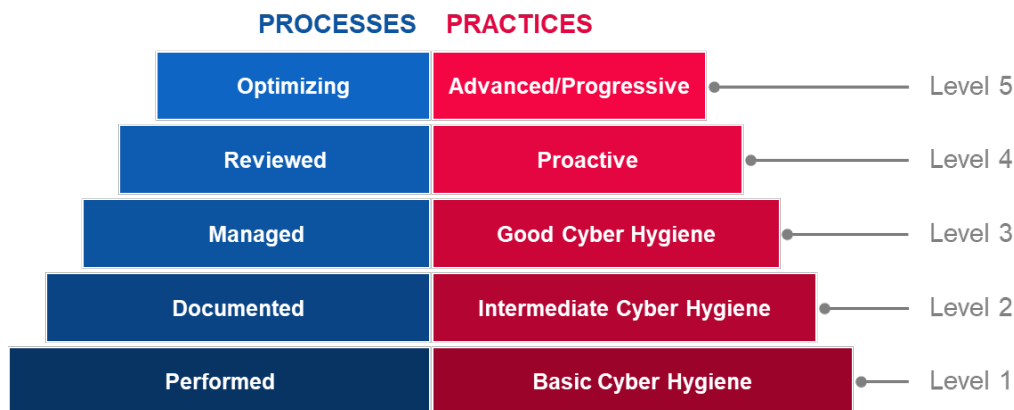 PROCESSES PRACTICES
Optimizing Advanced/Progressive Level 5
Reviewed Proactive Level 4
Managed Good Cyber Hygiene Level 3
Documented Intermediate Cyber Hygiene Level 2
Performed Basic Cyber Hygiene Level 1